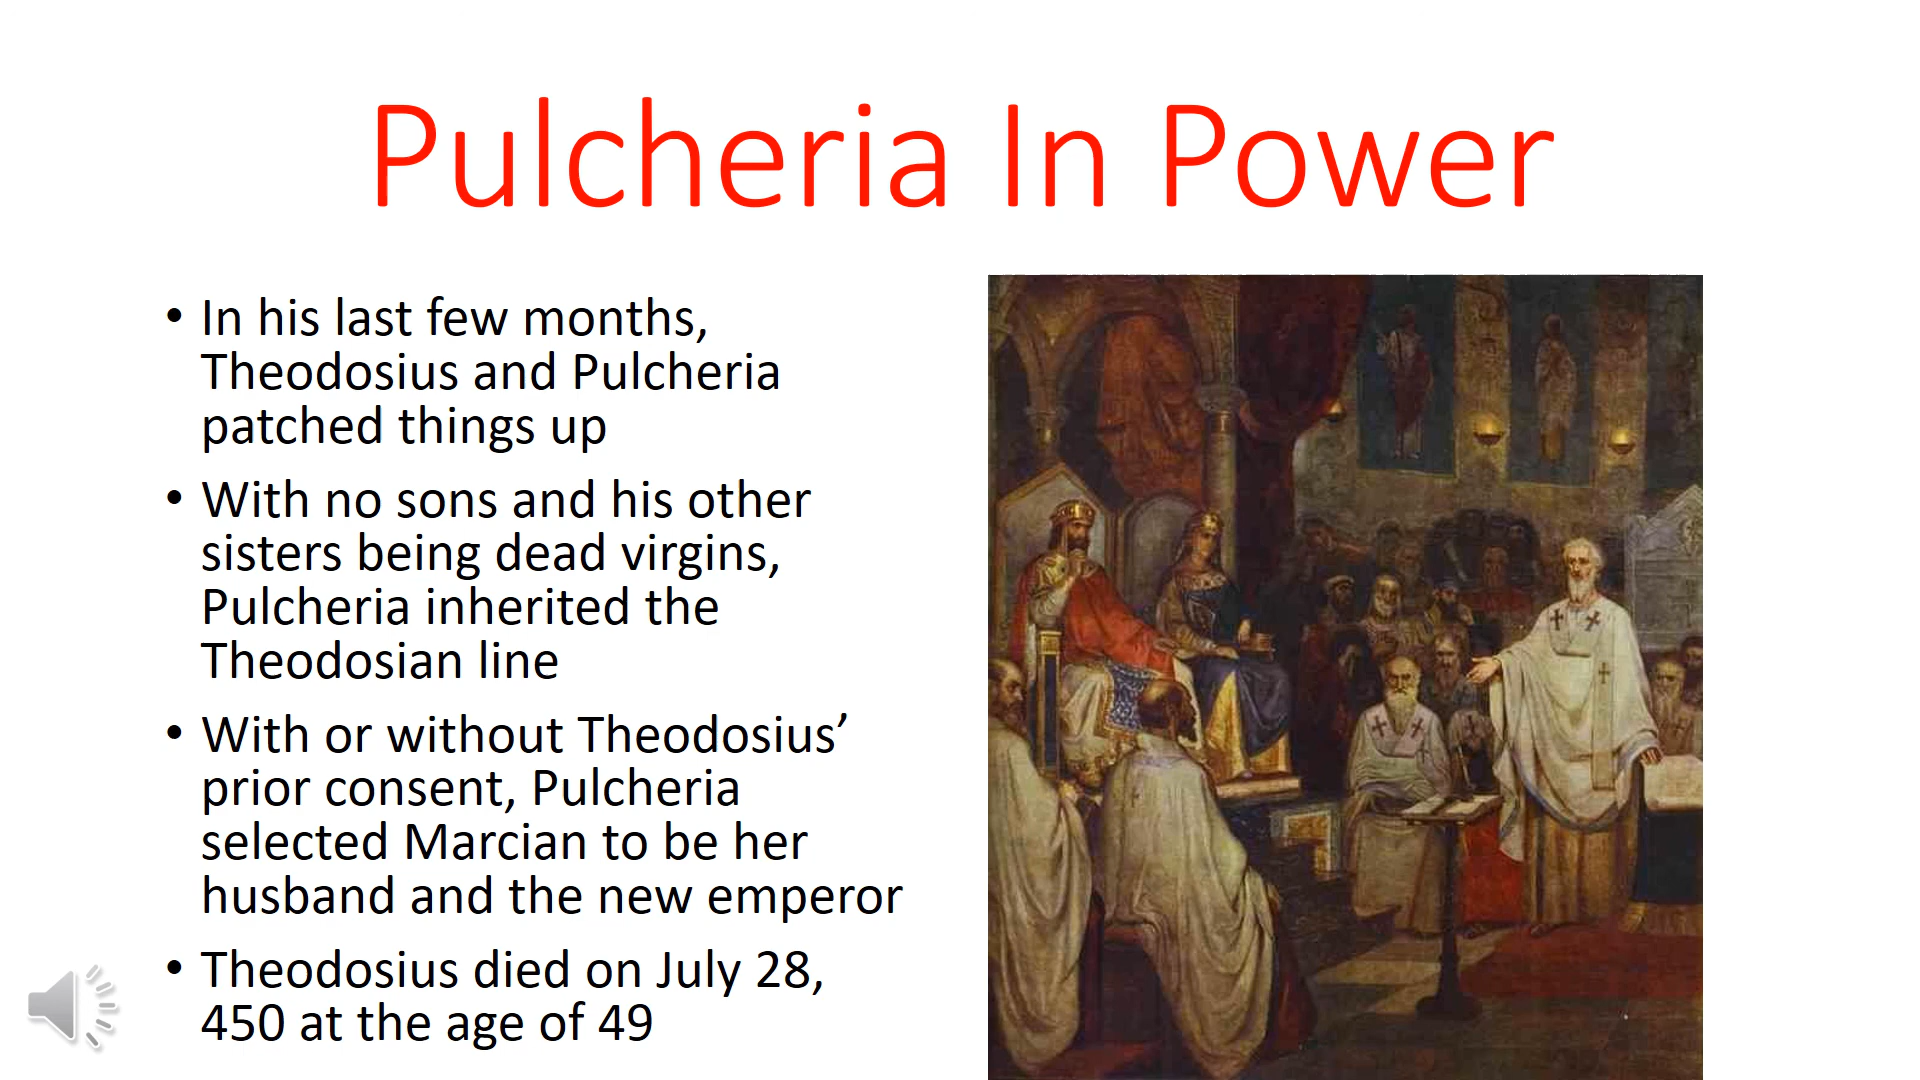 Pulcheria In Power
• In his last few months,
Theodosius and Pulcheria
patched things up
• With no sons and his other
sisters being dead virgins,
Pulcheria inherited the
Theodosian line
• With or without Theodosius’
prior consent, Pulcheria
selected Marcian to be her
husband and the new emperor
• Theodosius died on July 28,
450 at the age of 49